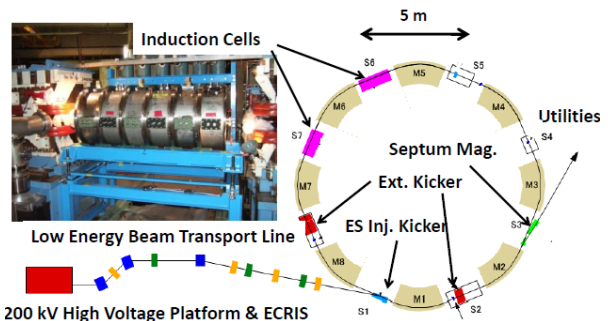 5 m
Induction Cells
S6
M5
S5
M6
M4
Utilities
S7
S4
Septum Mag.
M7
Ext. Kicker
M3
ES Inj. Kicker
S3
Low Energy Beam Transport Line
M8
M2
S1
M1
S2
200 kV High Voltage Platform & ECRIS